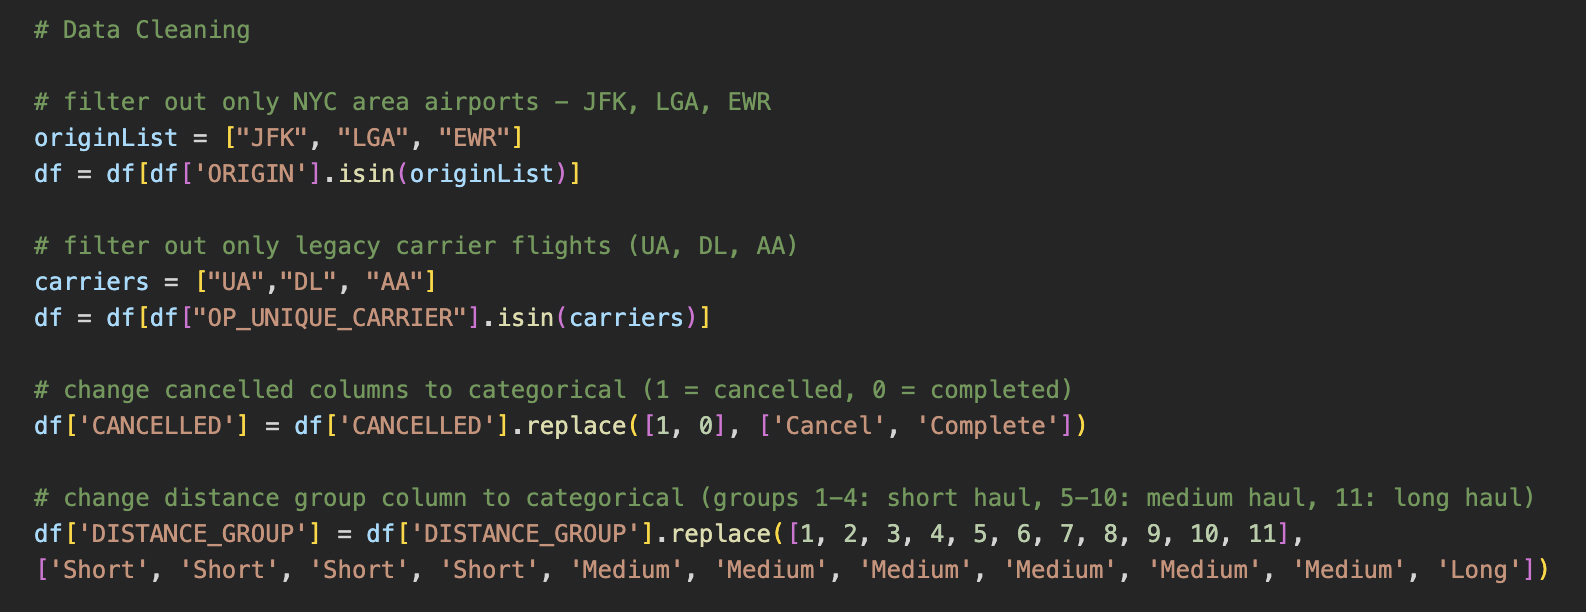 # Data Cleaning
# filter out only NYC area airports - JFK, LGA, EWR
originList = ["JFK", "LGA", "EWR"]
df = df[df['ORIGIN'].isin(originList)]
# filter out only legacy carrier flights (UA, DL, AA)
carriers = ["UA","DL", "AA"]
df = df[df["OP_UNIQUE_CARRIER"].isin(carriers)]
# change cancelled columns to categorical (1 = cancelled, 0 = completed)
df['CANCELLED'] = df['CANCELLED'].replace([1, 0], ['Cancel', 'Complete'])
# change distance group column to categorical (groups 1-4: short haul, 5-10: medium haul, 11: long haul)
df['DISTANCE_GROUP'] = df['DISTANCE_GROUP'].replace([1, 2, 3, 4, 5, 6, 7, 8, 9, 10, 11],
['Short', 'Short', 'Short', 'Short', 'Medium', 'Medium', 'Medium', 'Medium', 'Medium', 'Medium', 'Long'])